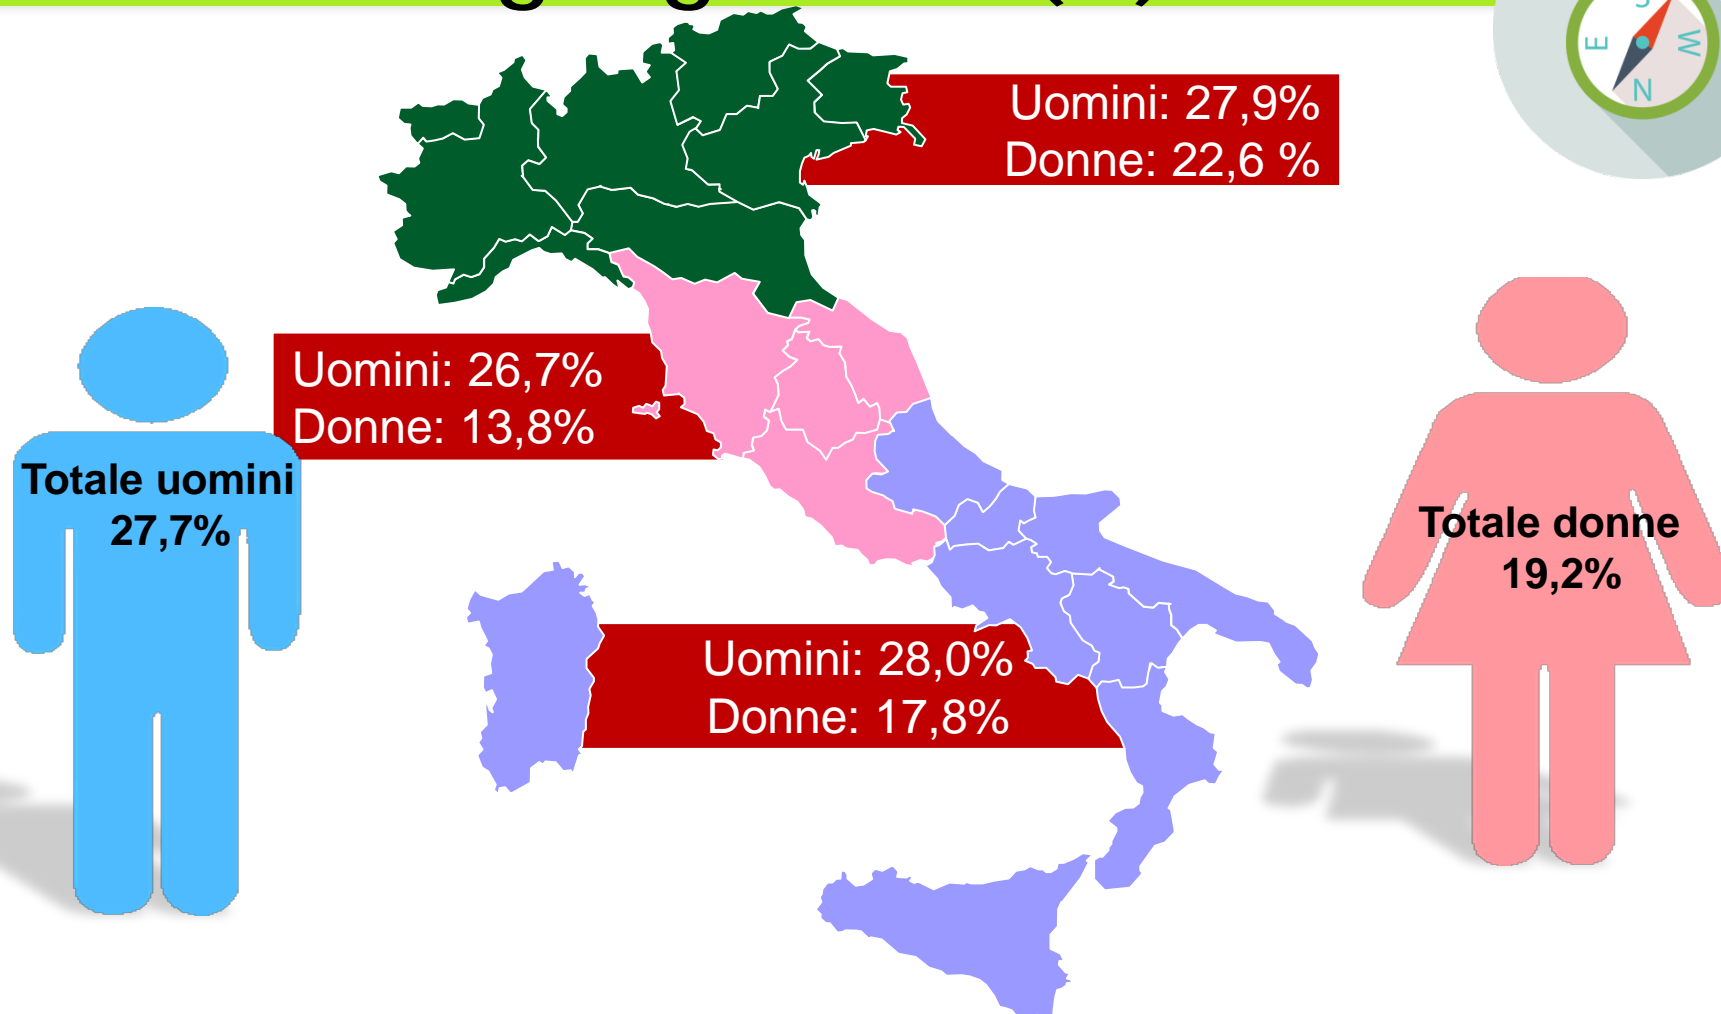 Uomini: 27,9%
Donne: 22,6 %
Uomini: 26,7%
Donne: 13,8%
Totale uomini
27,7%
Totale donne
19,2%
Uomini: 28,0%
Donne: 17,8%
E
W
N